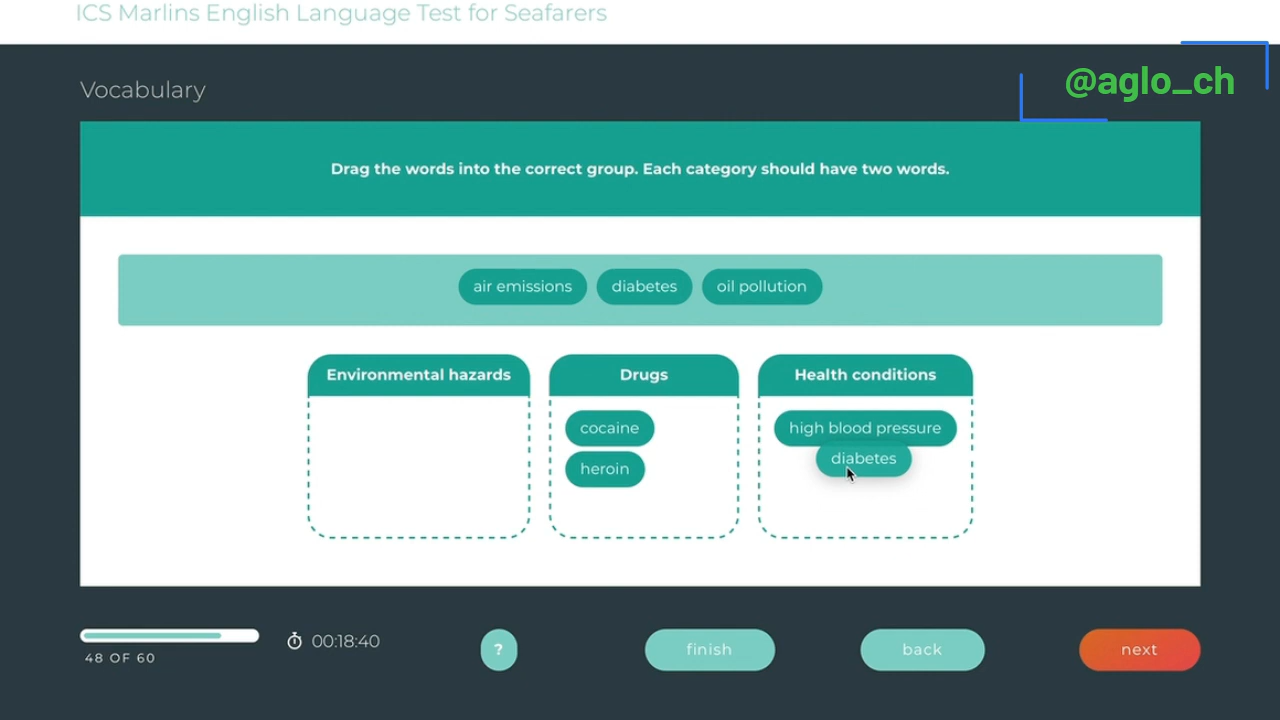 ICS Marlins English Language Test for Seafarers
@aglo_ch
Vocabulary
Drag the words into the correct group. Each category should have two words.
air emissions diabetes oil pollution
Environmental hazards Drugs Health conditions
cocaine high blood pressure
heroin diabetes
48 OF 60 00:18:40 ? finish back next